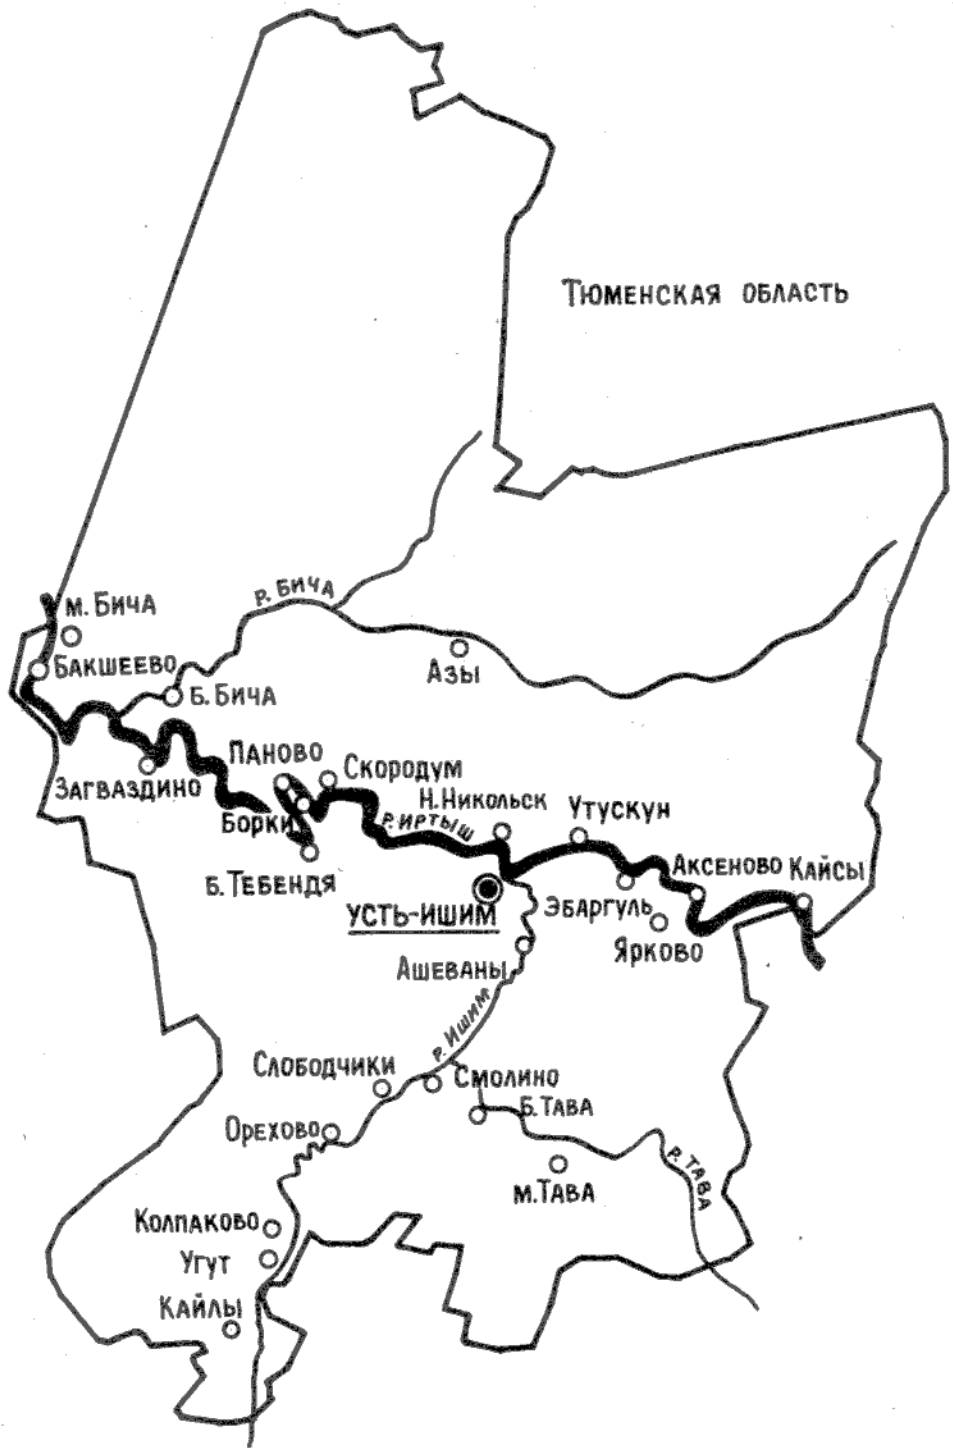 Тюменская область
р. Бича
м. Бича
Бакшеево
Азы
Б. Бича
Паново
Скородум
Загваздино
Н. Никольск
Утускун
Борки
р. Иртыш
Аксеново
Кайсы
Б. Тебендя
Усть-Ишим
Эбаргуль
Ярково
Ашеваны
р. Ишим
Слободчики
Смолино
Б. Тава
Орехово
р. Тава
м. Тава
Колпаково
Угут
Кайлы